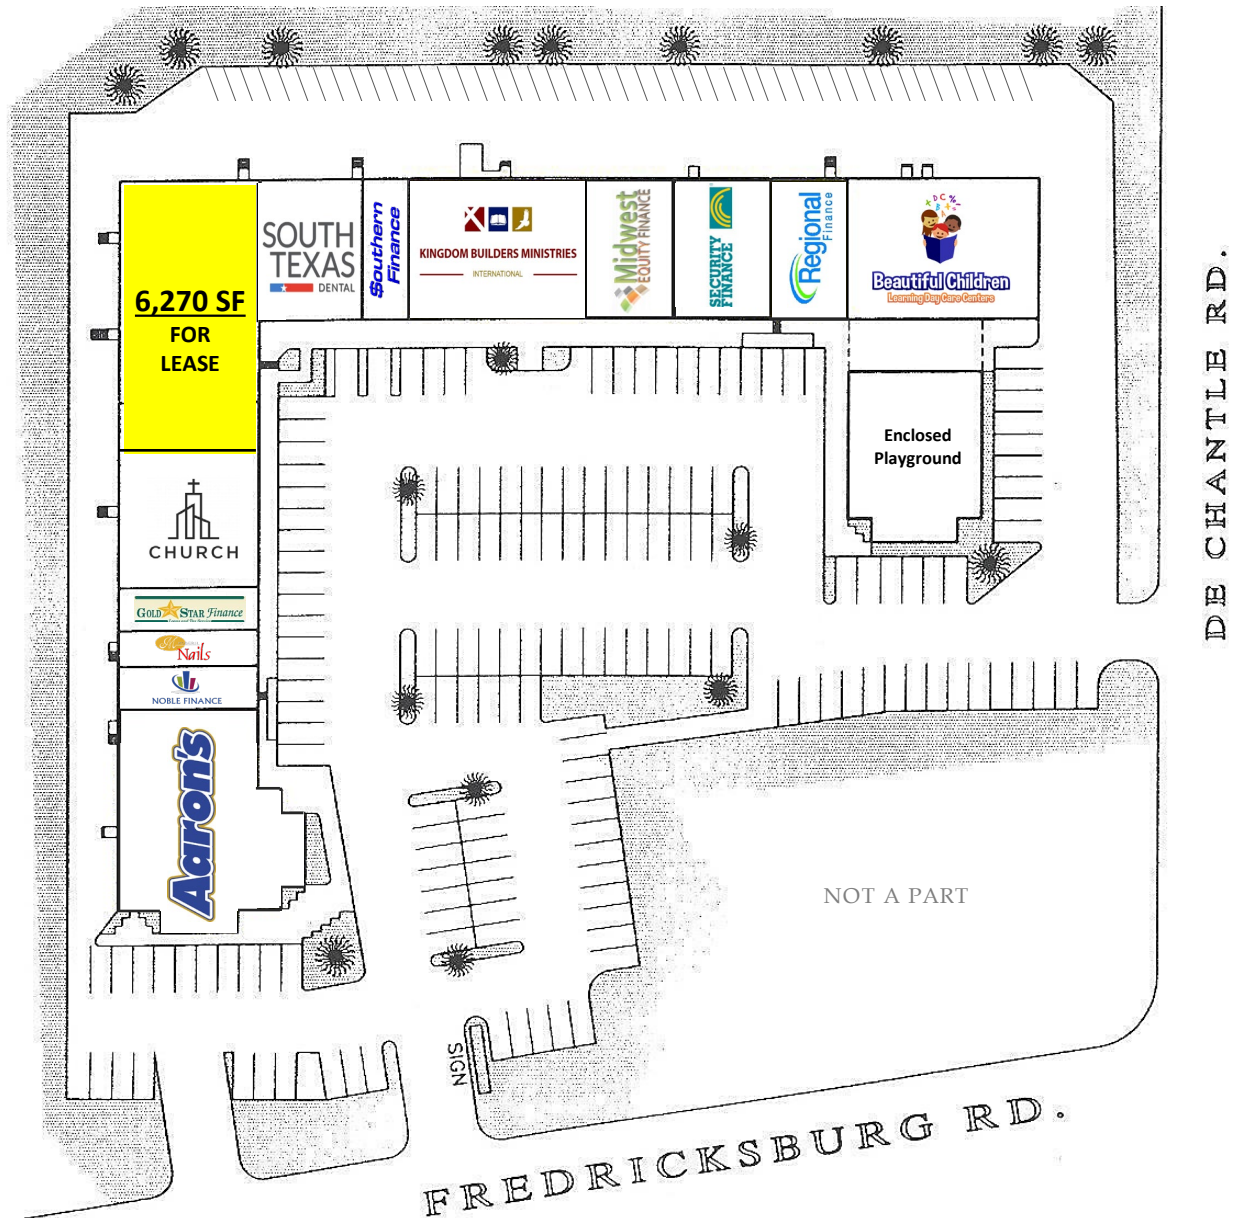 6,270 SF
FOR
LEASE
SOUTH
TEXAS
DENTAL
Southern
Finance
KINGDOM BUILDERS MINISTRIES
INTERNATIONAL
Midwest
EQUITY FINANCE
SECURITY
FINANCE
Regional
Finance
Beautiful Children
Learning Day Care Centers
Enclosed
Playground
CHURCH
GOLD STAR Finance
Nails
NOBLE FINANCE
Aaron's
NOT A PART
SIGN
DE CHANTLE RD.
FREDRICKSBURG RD.